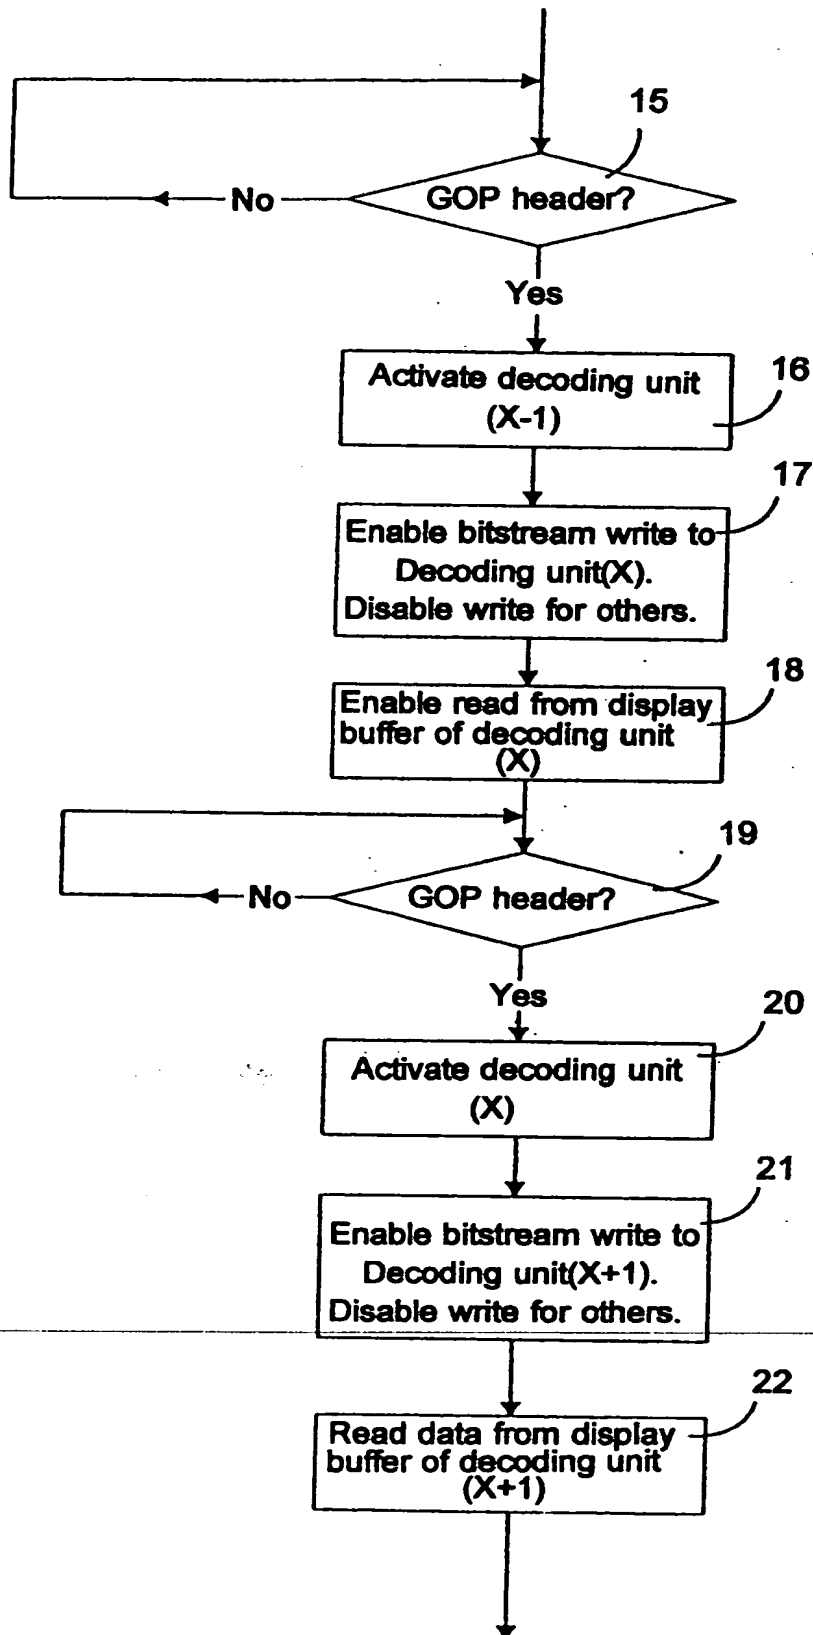 15
GOP header?
No
Yes
Activate decoding unit
(X-1)
16
17
Enable bitstream write to
Decoding unit(X).
Disable write for others.
18
Enable read from display
buffer of decoding unit
(X)
19
GOP header?
No
Yes
20
Activate decoding unit
(X)
21
Enable bitstream write to
Decoding unit(X+1).
Disable write for others.
22
Read data from display
buffer of decoding unit
(X+1)